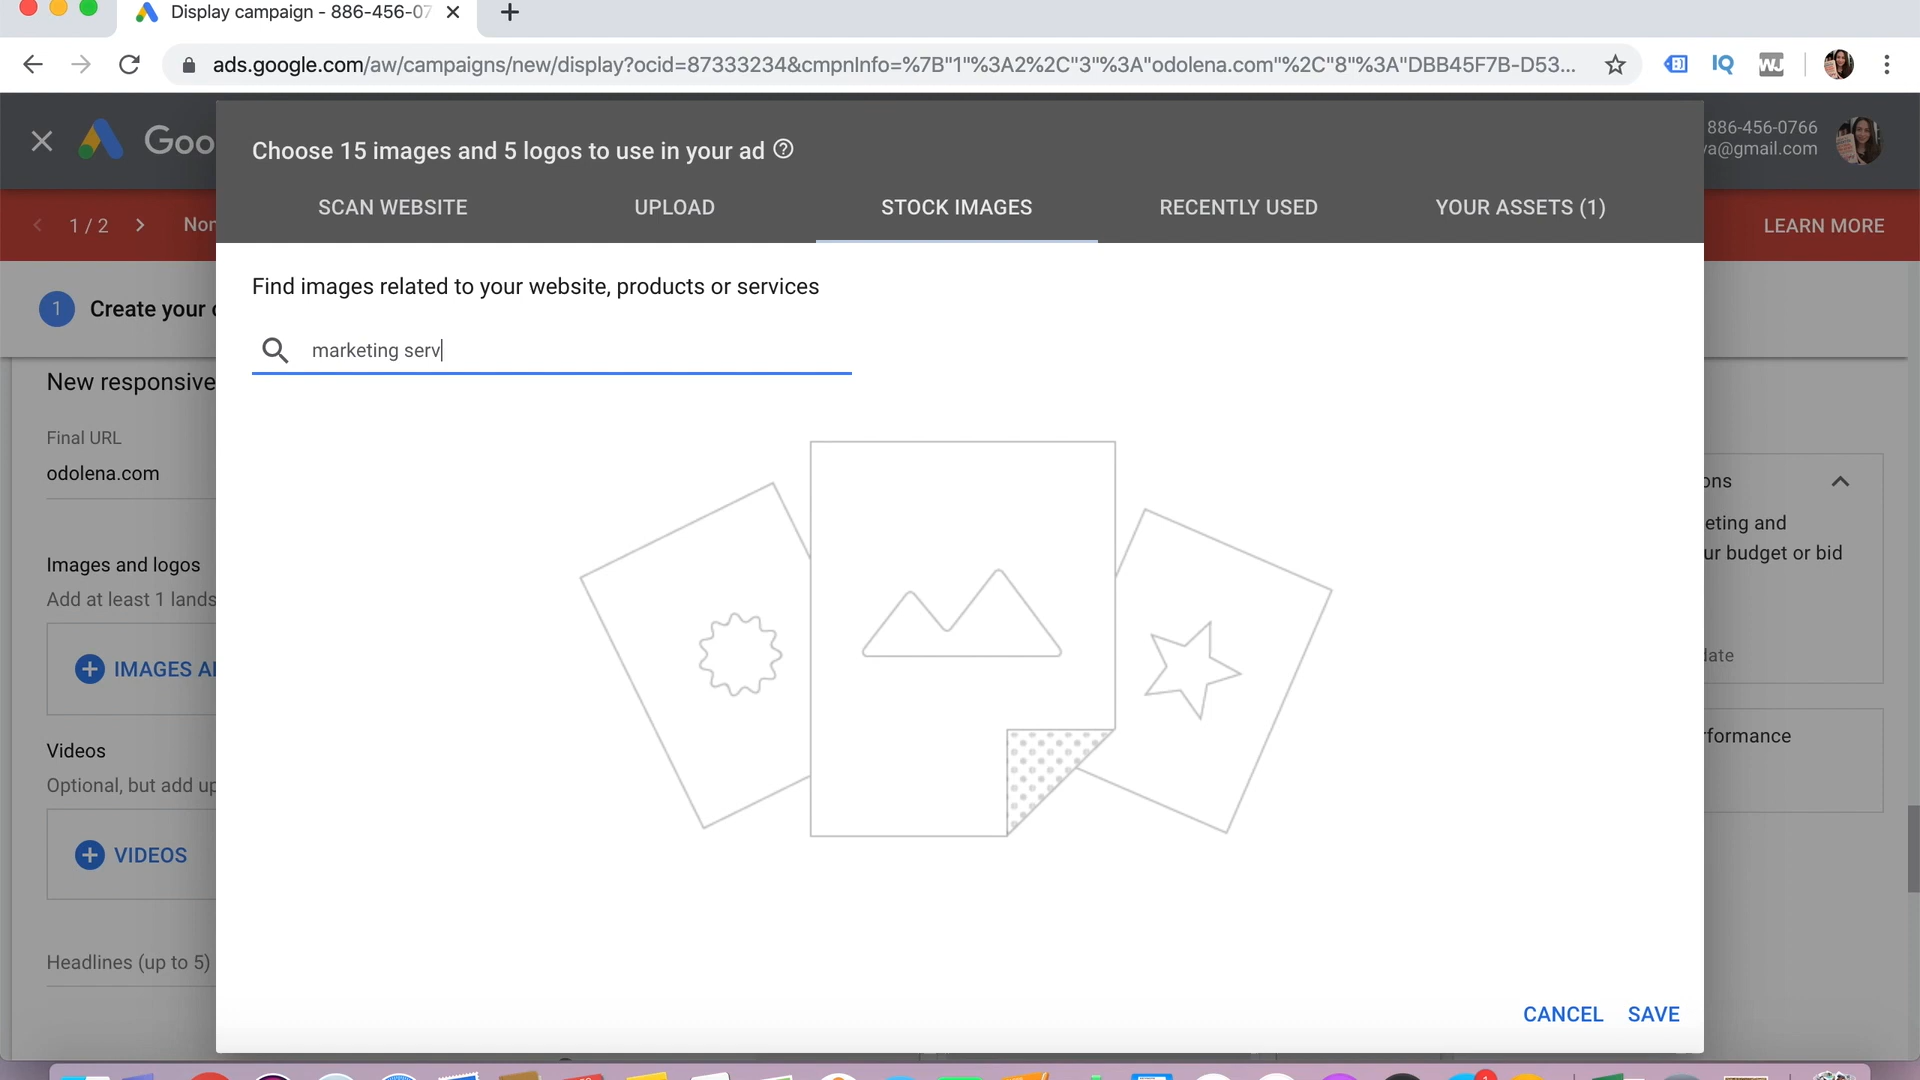 Display campaign - 886-456-07
ads.google.com/aw/campaigns/new/display?ocid=87333234&cmpnInfo=%7B"1"%3A2%2C"3"%3A"odolena.com"%2C"8"%3A"DBB45F7B-D53...
IQ
Goo
886-456-0766
va@gmail.com
Choose 15 images and 5 logos to use in your ad
SCAN WEBSITE
UPLOAD
STOCK IMAGES
RECENTLY USED
YOUR ASSETS (1)
1 / 2
Non
LEARN MORE
Find images related to your website, products or services
1
Create your
marketing serv
New responsive
Final URL
odolena.com
ons
eting and
ur budget or bid
Images and logos
Add at least 1 lands
IMAGES A
date
Videos
Optional, but add up
VIDEOS
formance
Headlines (up to 5)
CANCEL
SAVE